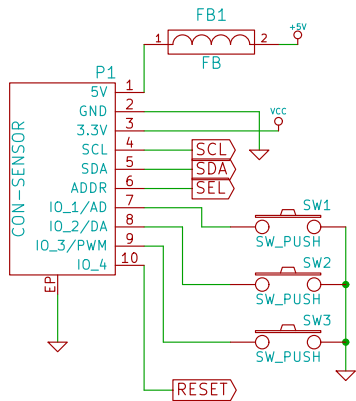 FB1
+5V
1
2
FB
P1
5V 1
GND 2
VCC
3.3V 3
SCL 4 SCL
SDA 5 SDA
ADDR 6 SEL
IO_1/AD 7
IO_2/DA 8
IO_3/PWM 9
IO_4 10
CON-SENSOR
EP
SW1
SW_PUSH
SW2
SW_PUSH
SW3
SW_PUSH
RESET